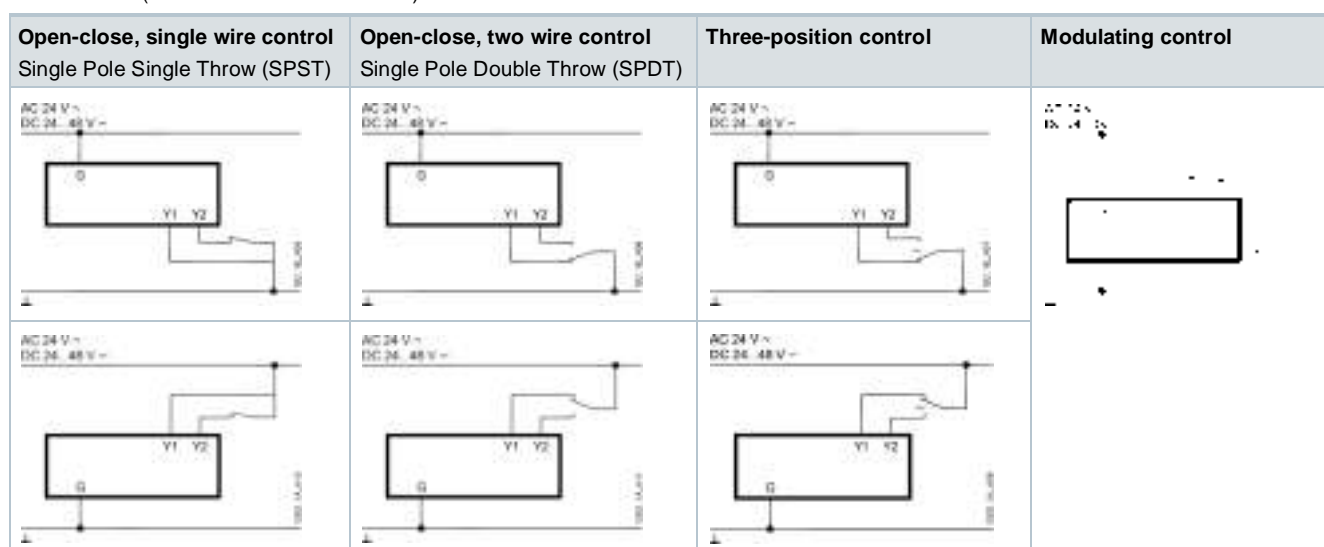 Open-close, single wire control
Single Pole Single Throw (SPST)
Open-close, two wire control
Single Pole Double Throw (SPDT)
Three-position control
Modulating control
AC 24 V ~
DC 24...48 V ⎓
G
Y1 Y2
AC 24 V ~
DC 24...48 V ⎓
G
Y1 Y2
AC 24 V ~
DC 24...48 V ⎓
G
Y1 Y2
AC 24 V ~
DC 24...48 V ⎓
Y1 Y2
G
AC 24 V ~
DC 24...48 V ⎓
Y1 Y2
G
AC 24 V ~
DC 24...48 V ⎓
Y1 Y2
G